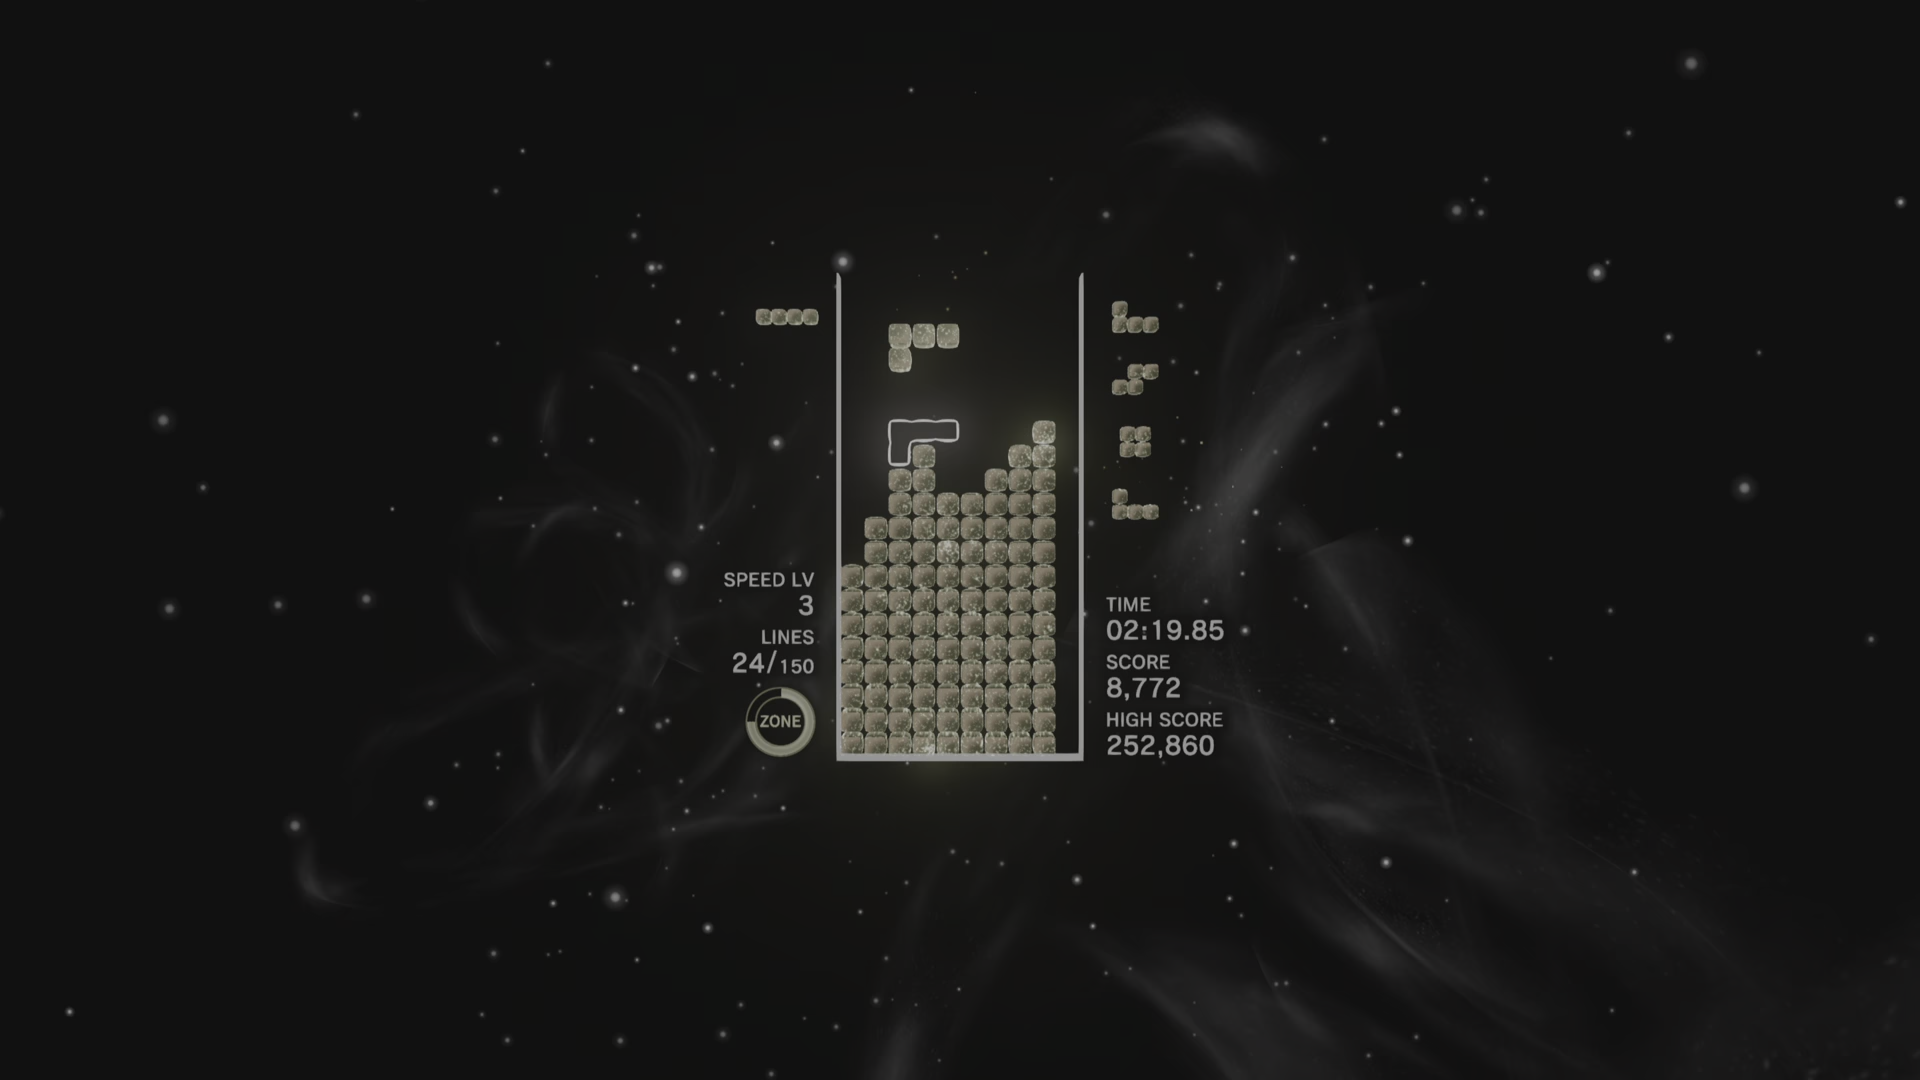 SPEED LV
3
LINES
24/150
ZONE
TIME
02:19.85
SCORE
8,772
HIGH SCORE
252,860